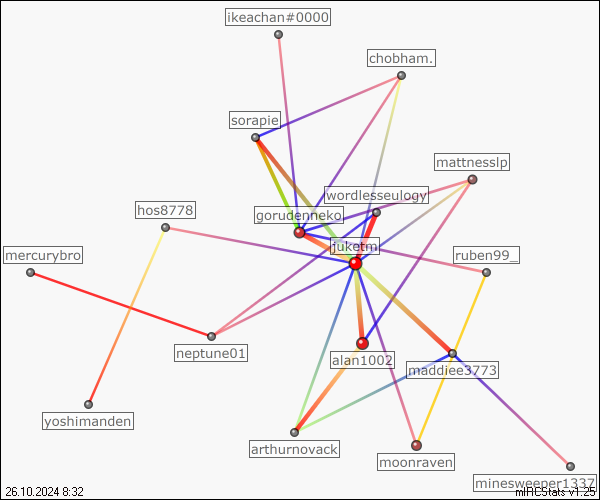 ikeachan#0000
chobham.
sorapie
mattnesslp
wordlesseulogy
hos8778
gorudenneko
juketm
mercurybro
ruben99_
neptune01
alan1002
maddiee3773
yoshimanden
arthurnovack
moonraven
minesweeper1337
26.10.2024 8:32
mIRCStats v1.25